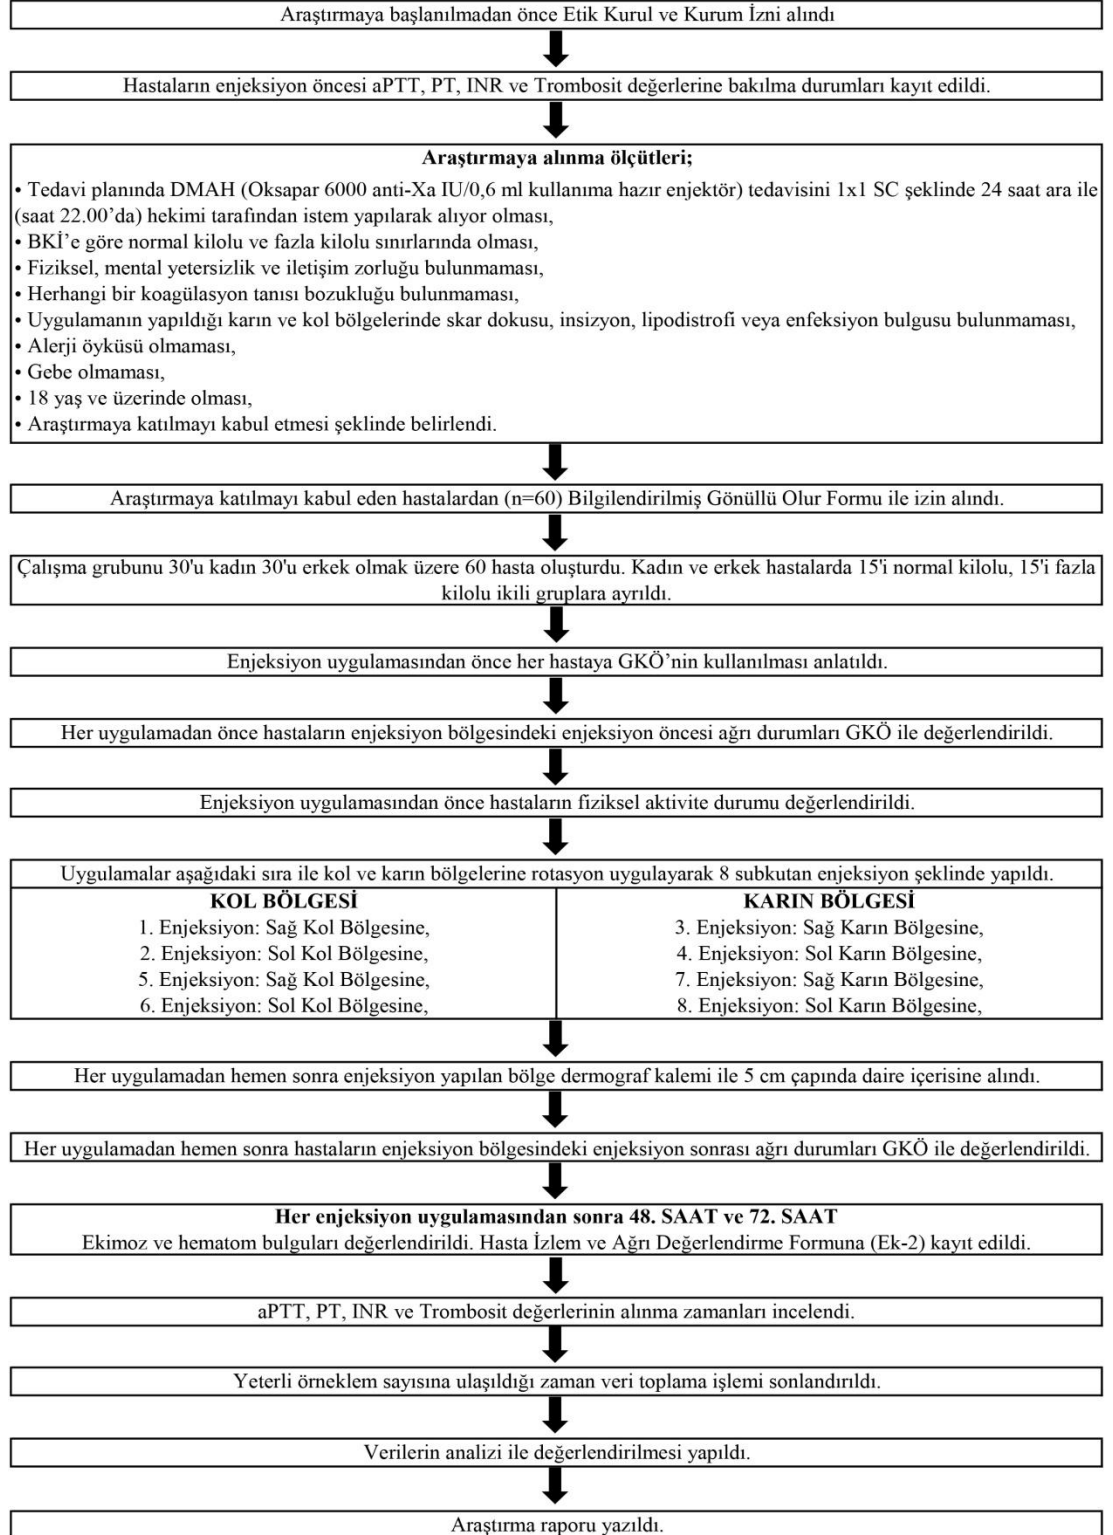 Araştırmaya başlanılmadan önce Etik Kurul ve Kurum İzni alındı
Hastaların enjeksiyon öncesi aPTT, PT, INR ve Trombosit değerlerine bakılma durumları kayıt edildi.
Araştırmaya alınma ölçütleri;
• Tedavi planında DMAH (Oksapar 6000 anti-Xa IU/0,6 ml kullanıma hazır enjektör) tedavisini 1x1 SC şeklinde 24 saat ara ile
(saat 22.00’da) hekimi tarafından istem yapılarak alıyor olması,
• BKİ’e göre normal kilolu ve fazla kilolu sınırlarında olması,
• Fiziksel, mental yetersizlik ve iletişim zorluğu bulunmaması,
• Herhangi bir koagülasyon tanısı bozukluğu bulunmaması,
• Uygulamanın yapıldığı karın ve kol bölgelerinde skar dokusu, insizyon, lipodistrofi veya enfeksiyon bulgusu bulunmaması,
• Alerji öyküsü olmaması,
• Gebe olmaması,
• 18 yaş ve üzerinde olması,
• Araştırmaya katılmayı kabul etmesi şeklinde belirlendi.
Araştırmaya katılmayı kabul eden hastalardan (n=60) Bilgilendirilmiş Gönüllü Olur Formu ile izin alındı.
Çalışma grubunu 30'u kadın 30'u erkek olmak üzere 60 hasta oluşturdu. Kadın ve erkek hastalarda 15'i normal kilolu, 15'i fazla
kilolu ikili gruplara ayrıldı.
Enjeksiyon uygulamasından önce her hastaya GKÖ’nin kullanılması anlatıldı.
Her uygulamadan önce hastaların enjeksiyon bölgesindeki enjeksiyon öncesi ağrı durumları GKÖ ile değerlendirildi.
Enjeksiyon uygulamasından önce hastaların fiziksel aktivite durumu değerlendirildi.
Uygulamalar aşağıdaki sıra ile kol ve karın bölgelerine rotasyon uygulayarak 8 subkutan enjeksiyon şeklinde yapıldı.
KOL BÖLGESİ
1. Enjeksiyon: Sağ Kol Bölgesine,
2. Enjeksiyon: Sol Kol Bölgesine,
5. Enjeksiyon: Sağ Kol Bölgesine,
6. Enjeksiyon: Sol Kol Bölgesine,
KARIN BÖLGESİ
3. Enjeksiyon: Sağ Karın Bölgesine,
4. Enjeksiyon: Sol Karın Bölgesine,
7. Enjeksiyon: Sağ Karın Bölgesine,
8. Enjeksiyon: Sol Karın Bölgesine,
Her uygulamadan hemen sonra enjeksiyon yapılan bölge dermograf kalemi ile 5 cm çapında daire içerisine alındı.
Her uygulamadan hemen sonra hastaların enjeksiyon bölgesindeki enjeksiyon sonrası ağrı durumları GKÖ ile değerlendirildi.
Her enjeksiyon uygulamasından sonra 48. SAAT ve 72. SAAT
Ekimoz ve hematom bulguları değerlendirildi. Hasta İzlem ve Ağrı Değerlendirme Formuna (Ek-2) kayıt edildi.
aPTT, PT, INR ve Trombosit değerlerinin alınma zamanları incelendi.
Yeterli örneklem sayısına ulaşıldığı zaman veri toplama işlemi sonlandırıldı.
Verilerin analizi ile değerlendirilmesi yapıldı.
Araştırma raporu yazıldı.